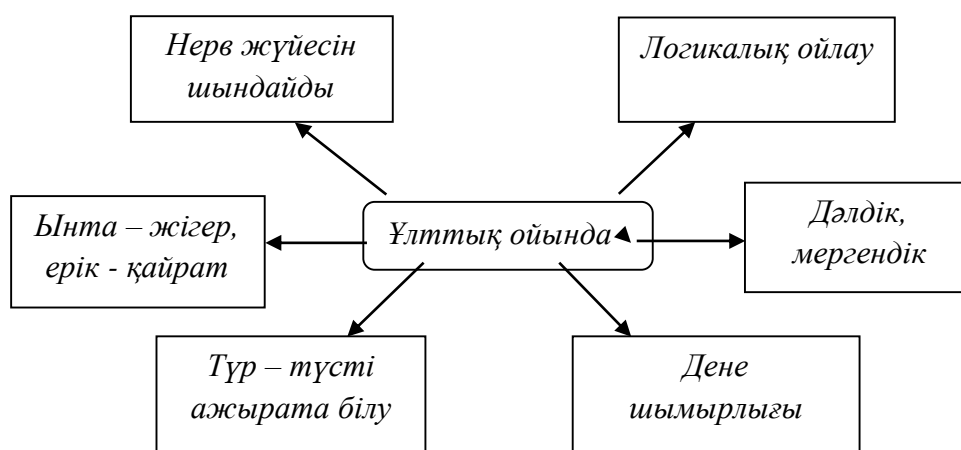 Нерв жүйесін
шындайды
Логикалық ойлау
Ынта – жігер,
ерік - қайрат
Ұлттық ойында
Дәлдік,
мергендік
Түр – түсті
ажырата білу
Дене
шымырлығы